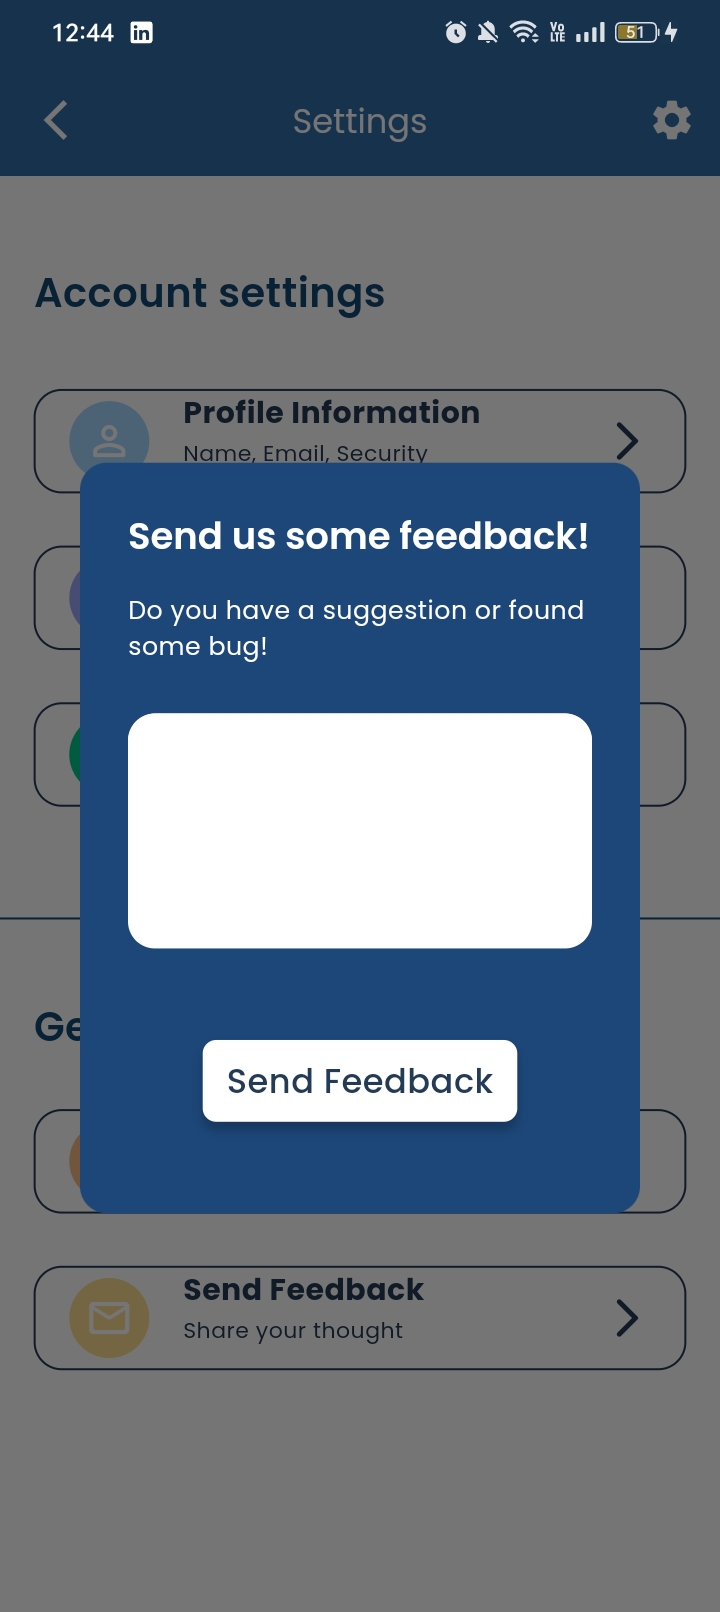 12:44 in Vo LTE 51
Settings
Account settings
Profile Information
Name, Email, Security
Send us some feedback!
Do you have a suggestion or found
some bug!
Send Feedback
Ge
Send Feedback
Share your thought